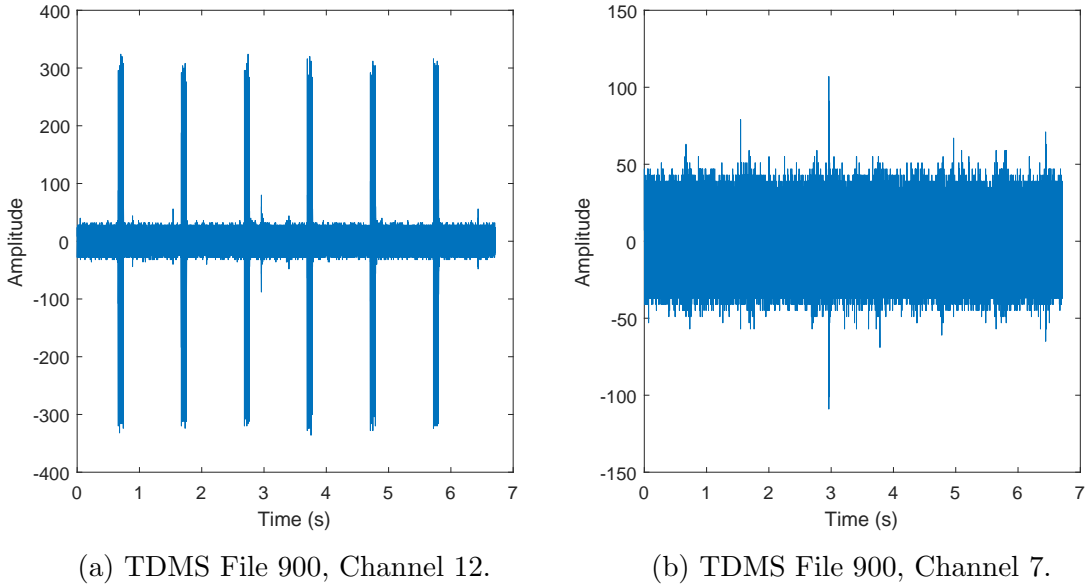 400
300
200
100
0
-100
-200
-300
-400
Amplitude
0 1 2 3 4 5 6 7
Time (s)
(a) TDMS File 900, Channel 12.
150
100
50
0
-50
-100
-150
Amplitude
0 1 2 3 4 5 6 7
Time (s)
(b) TDMS File 900, Channel 7.